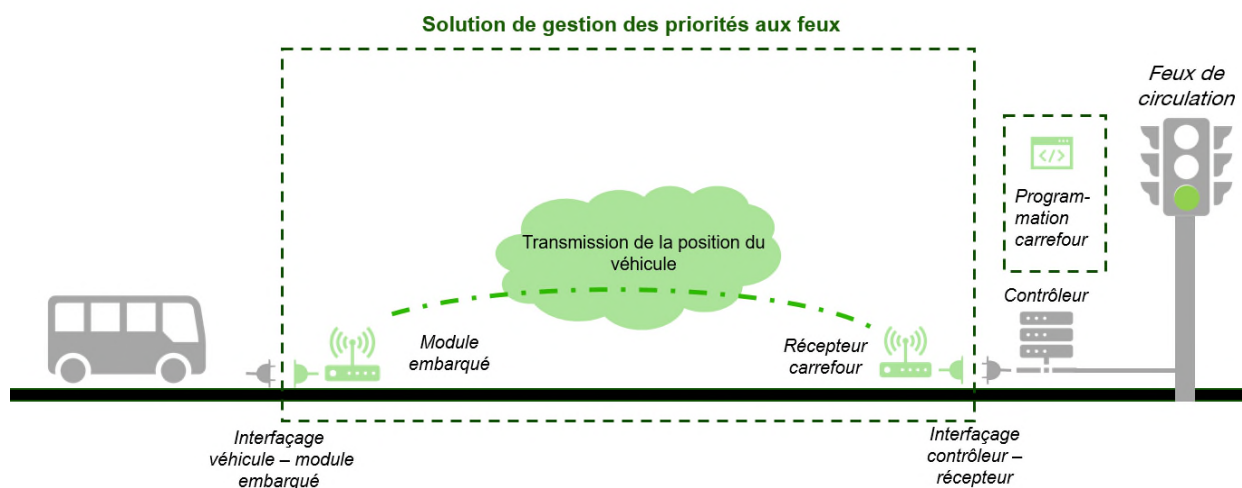 Solution de gestion des priorités aux feux
Feux de
circulation
</>
Program-
mation
carrefour
Transmission de la position du
véhicule
Contrôleur
Module
embarqué
Récepteur
carrefour
Interfaçage
véhicule – module
embarqué
Interfaçage
contrôleur –
récepteur